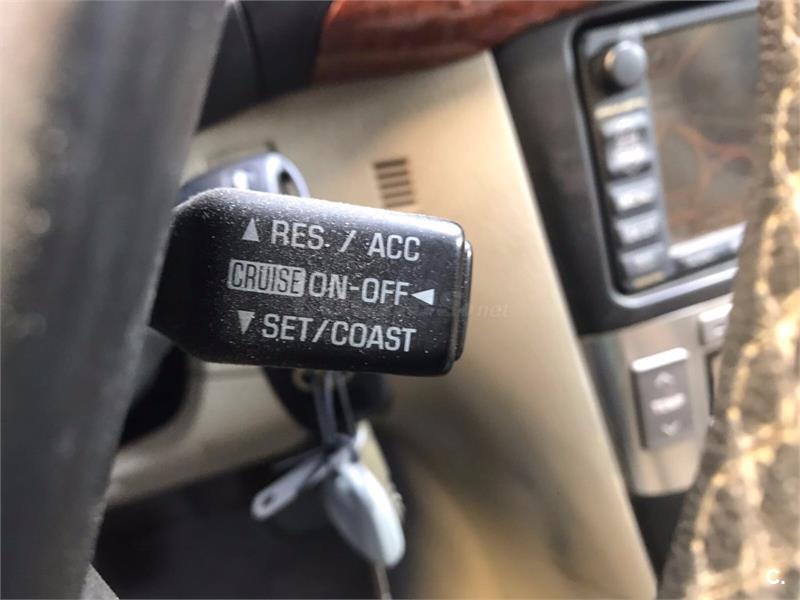 ▲ RES. / ACC
CRUISE ON-OFF ◄
▼ SET/COAST
c.